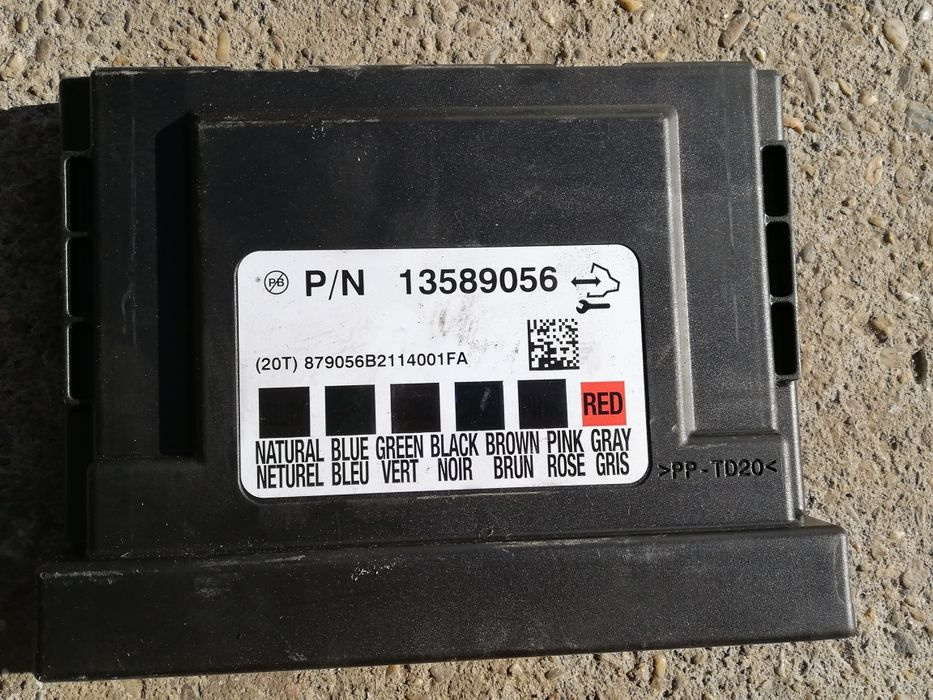 PB P/N 13589056
(20T) 879056B2114001FA
RED
NATURAL BLUE GREEN BLACK BROWN PINK GRAY
NETUREL BLEU VERT NOIR BRUN ROSE GRIS
>PP-TD20<